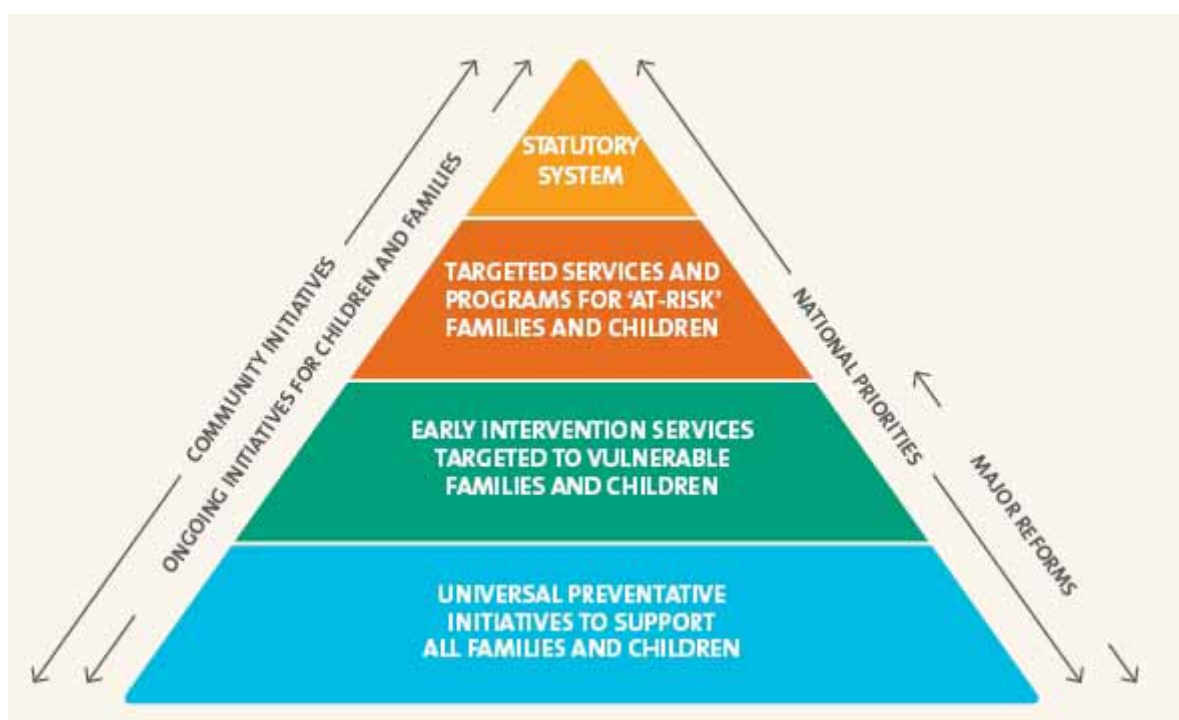 STATUTORY
SYSTEM
TARGETED SERVICES AND
PROGRAMS FOR ‘AT-RISK’
FAMILIES AND CHILDREN
EARLY INTERVENTION SERVICES
TARGETED TO VULNERABLE
FAMILIES AND CHILDREN
UNIVERSAL PREVENTATIVE
INITIATIVES TO SUPPORT
ALL FAMILIES AND CHILDREN
COMMUNITY INITIATIVES
ONGOING INITIATIVES FOR CHILDREN AND FAMILIES
NATIONAL PRIORITIES
MAJOR REFORMS